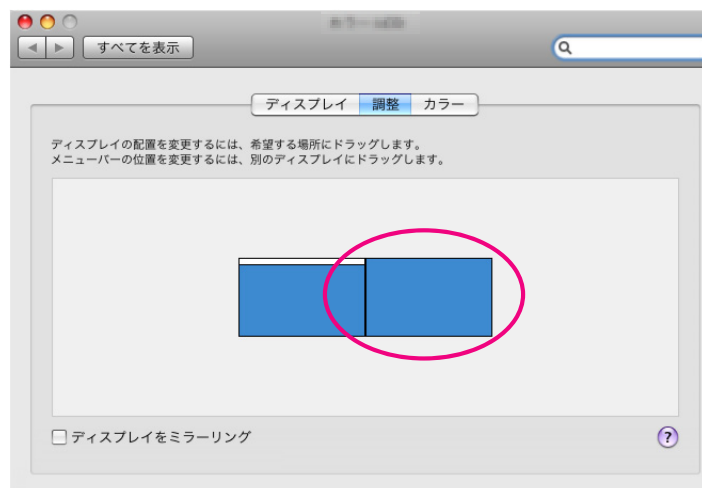 すべてを表示
ディスプレイ 調整 カラー
ディスプレイの配置を変更するには、希望する場所にドラッグします。
メニューバーの位置を変更するには、別のディスプレイにドラッグします。
ディスプレイをミラーリング
?